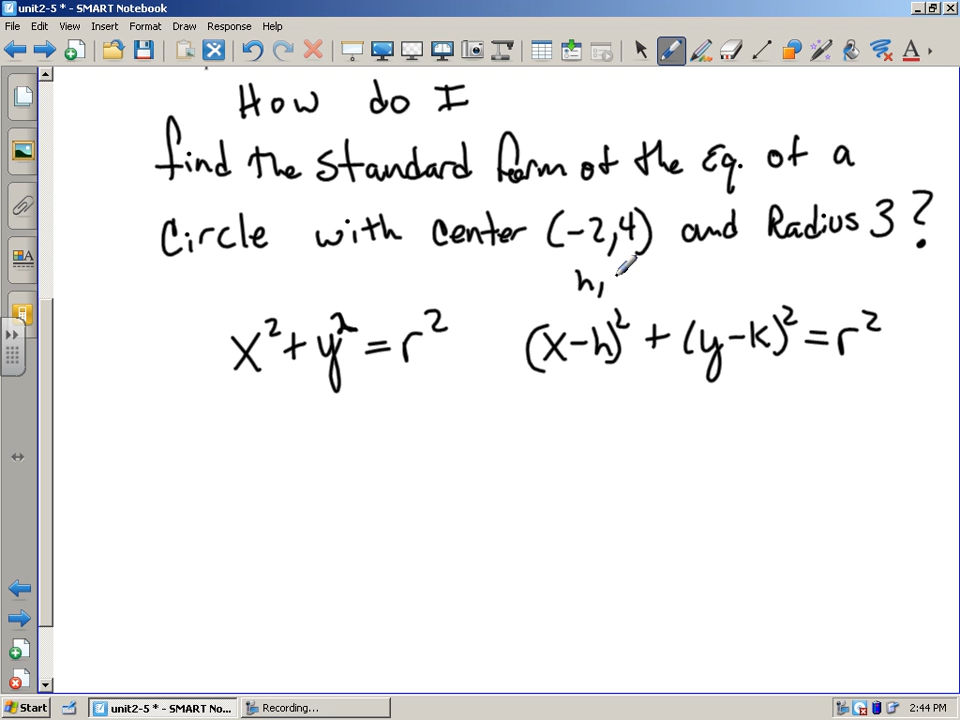 unit2-5 * - SMART Notebook
File Edit View Insert Format Draw Response Help
How do I
find the standard form of the Eq. of a
Circle with center (-2,4) and Radius 3?
h,
x² + y² = r² (x-h)² + (y-k)² = r²
Start unit2-5 * - SMART No... Recording... 2:44 PM